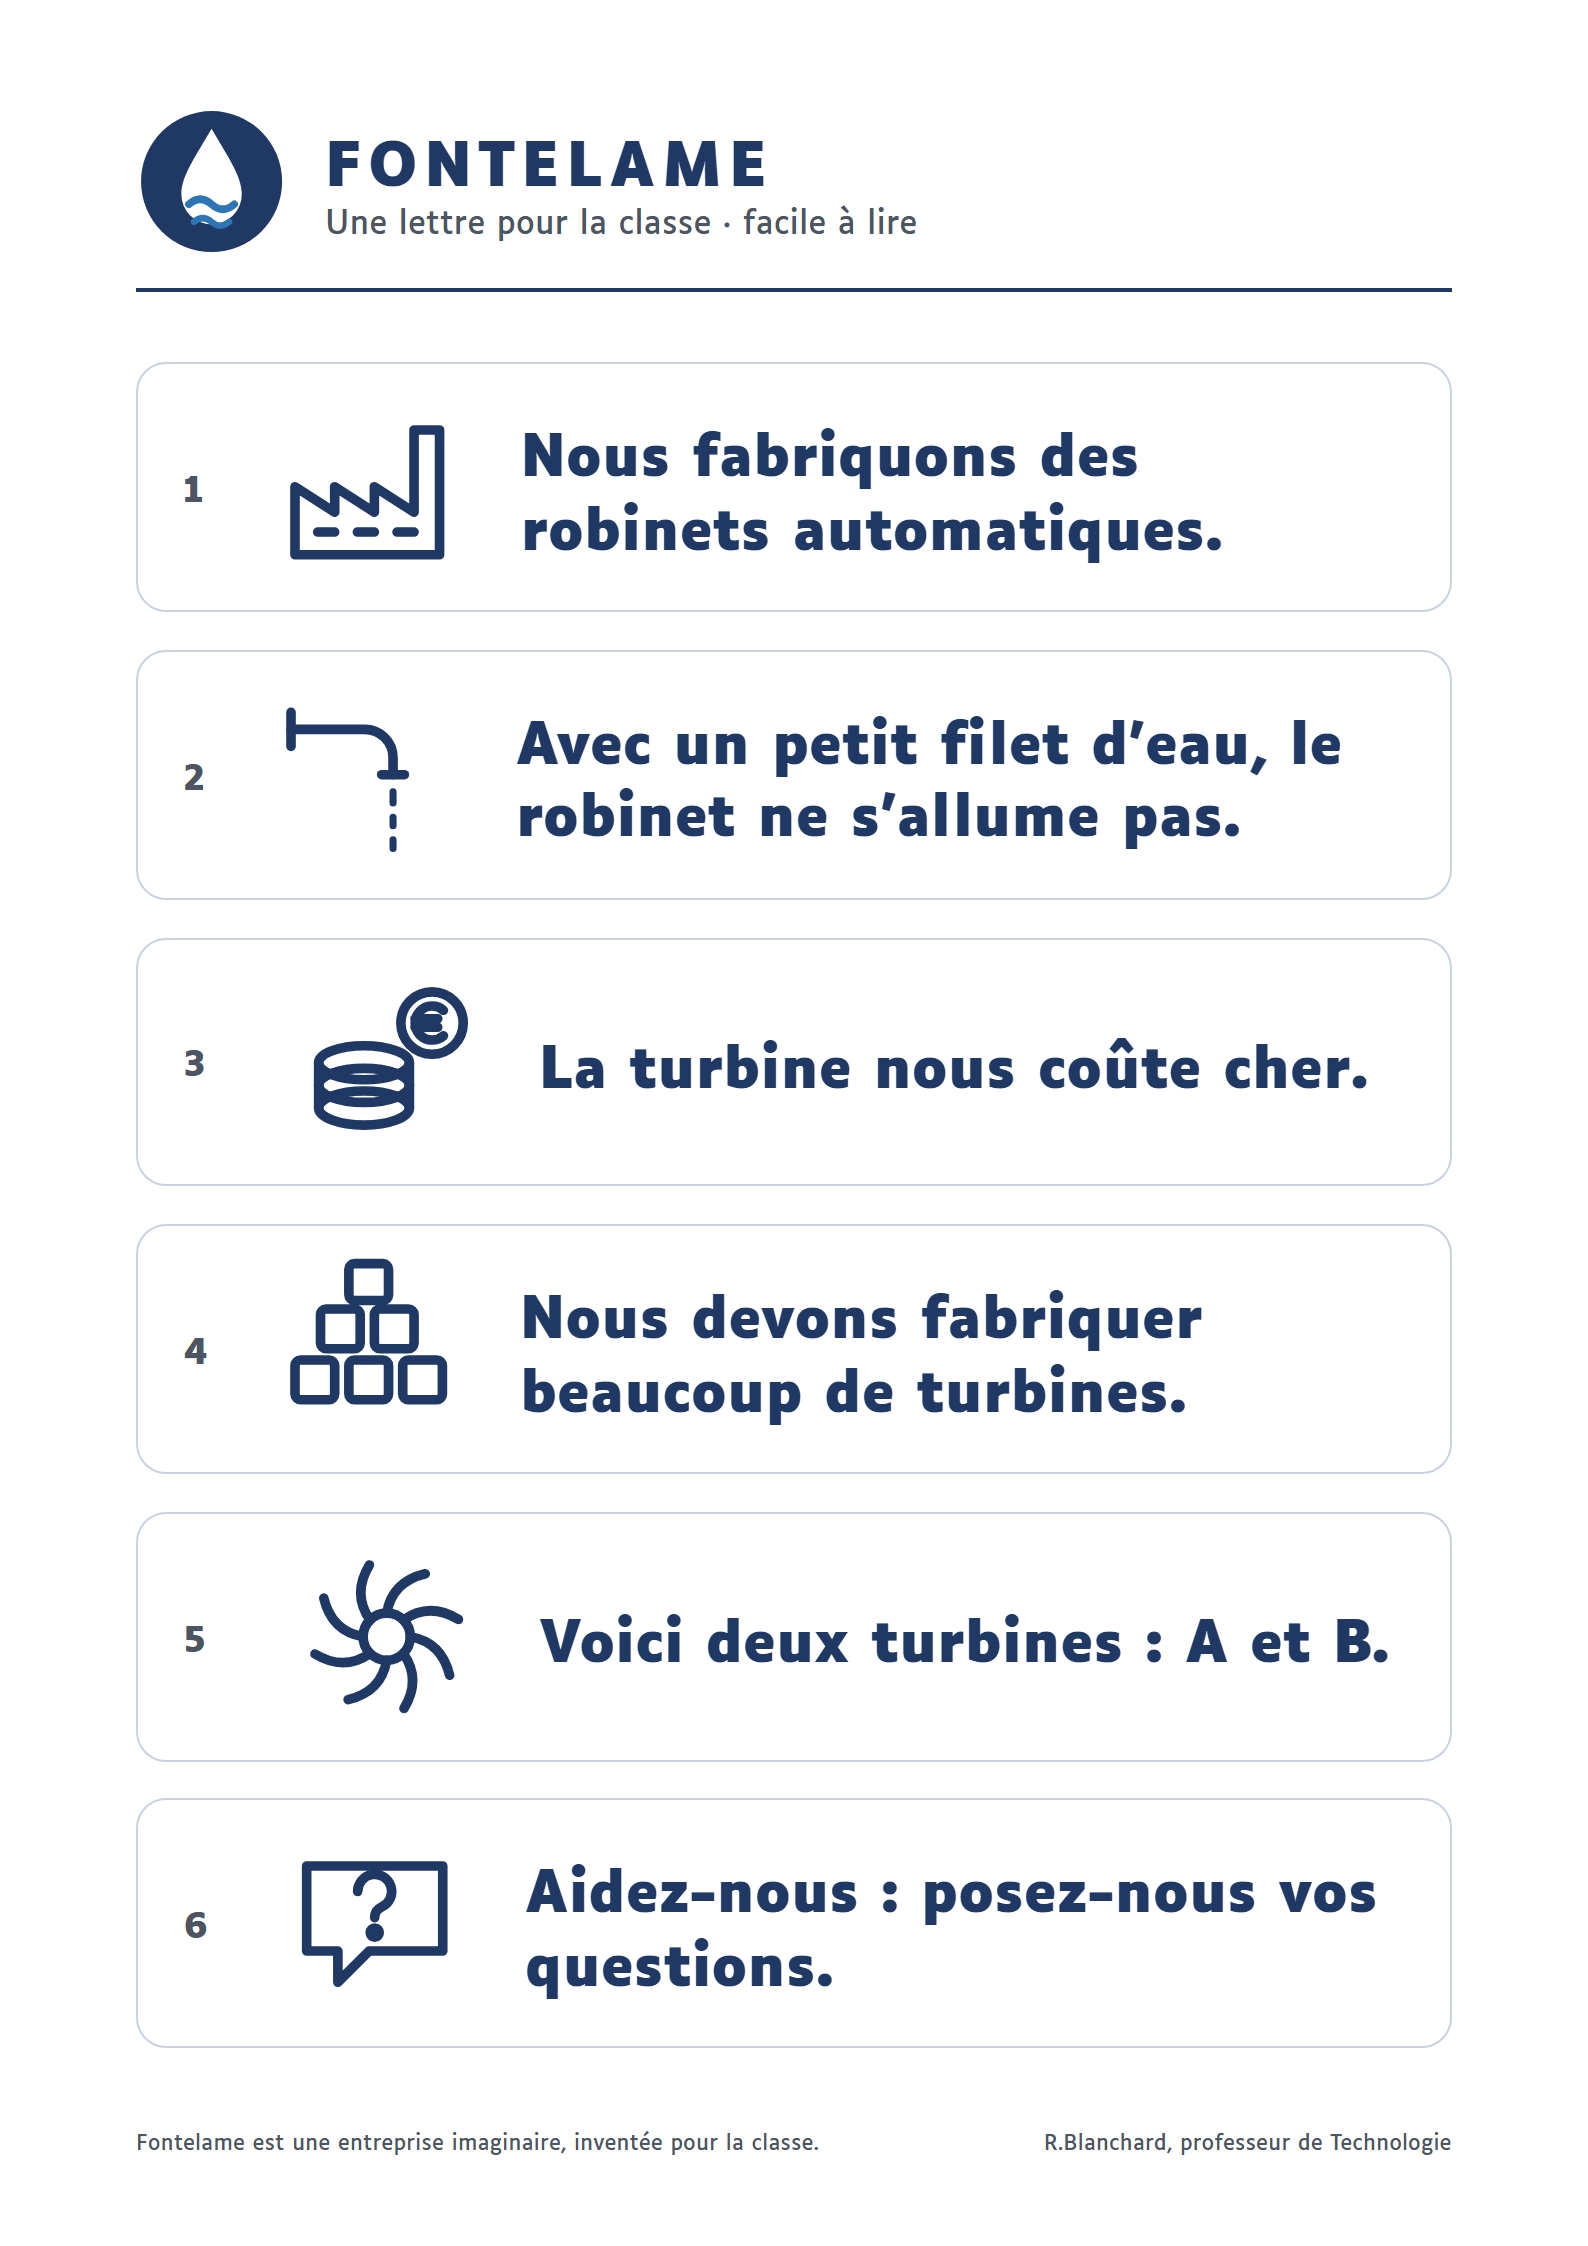 FONTELAME
Une lettre pour la classe · facile à lire
1
Nous fabriquons des
robinets automatiques.
2
Avec un petit filet d’eau, le
robinet ne s’allume pas.
3
€
La turbine nous coûte cher.
4
Nous devons fabriquer
beaucoup de turbines.
5
Voici deux turbines : A et B.
6
?
Aidez-nous : posez-nous vos
questions.
Fontelame est une entreprise imaginaire, inventée pour la classe.
R.Blanchard, professeur de Technologie